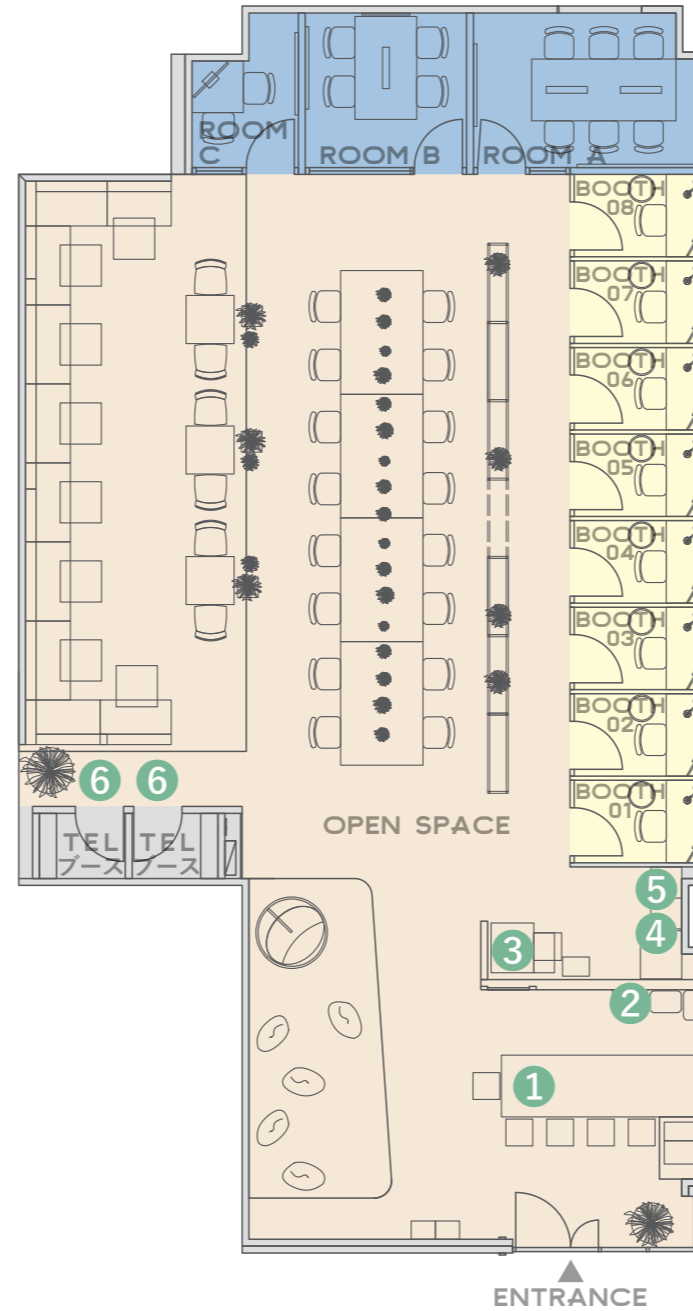 ROOM
C
ROOM B
ROOM A
BOOTH
08
BOOTH
07
BOOTH
06
BOOTH
05
BOOTH
04
BOOTH
03
BOOTH
02
BOOTH
01
6
6
TEL
ブース
TEL
ブース
OPEN SPACE
5
4
3
2
1
ENTRANCE